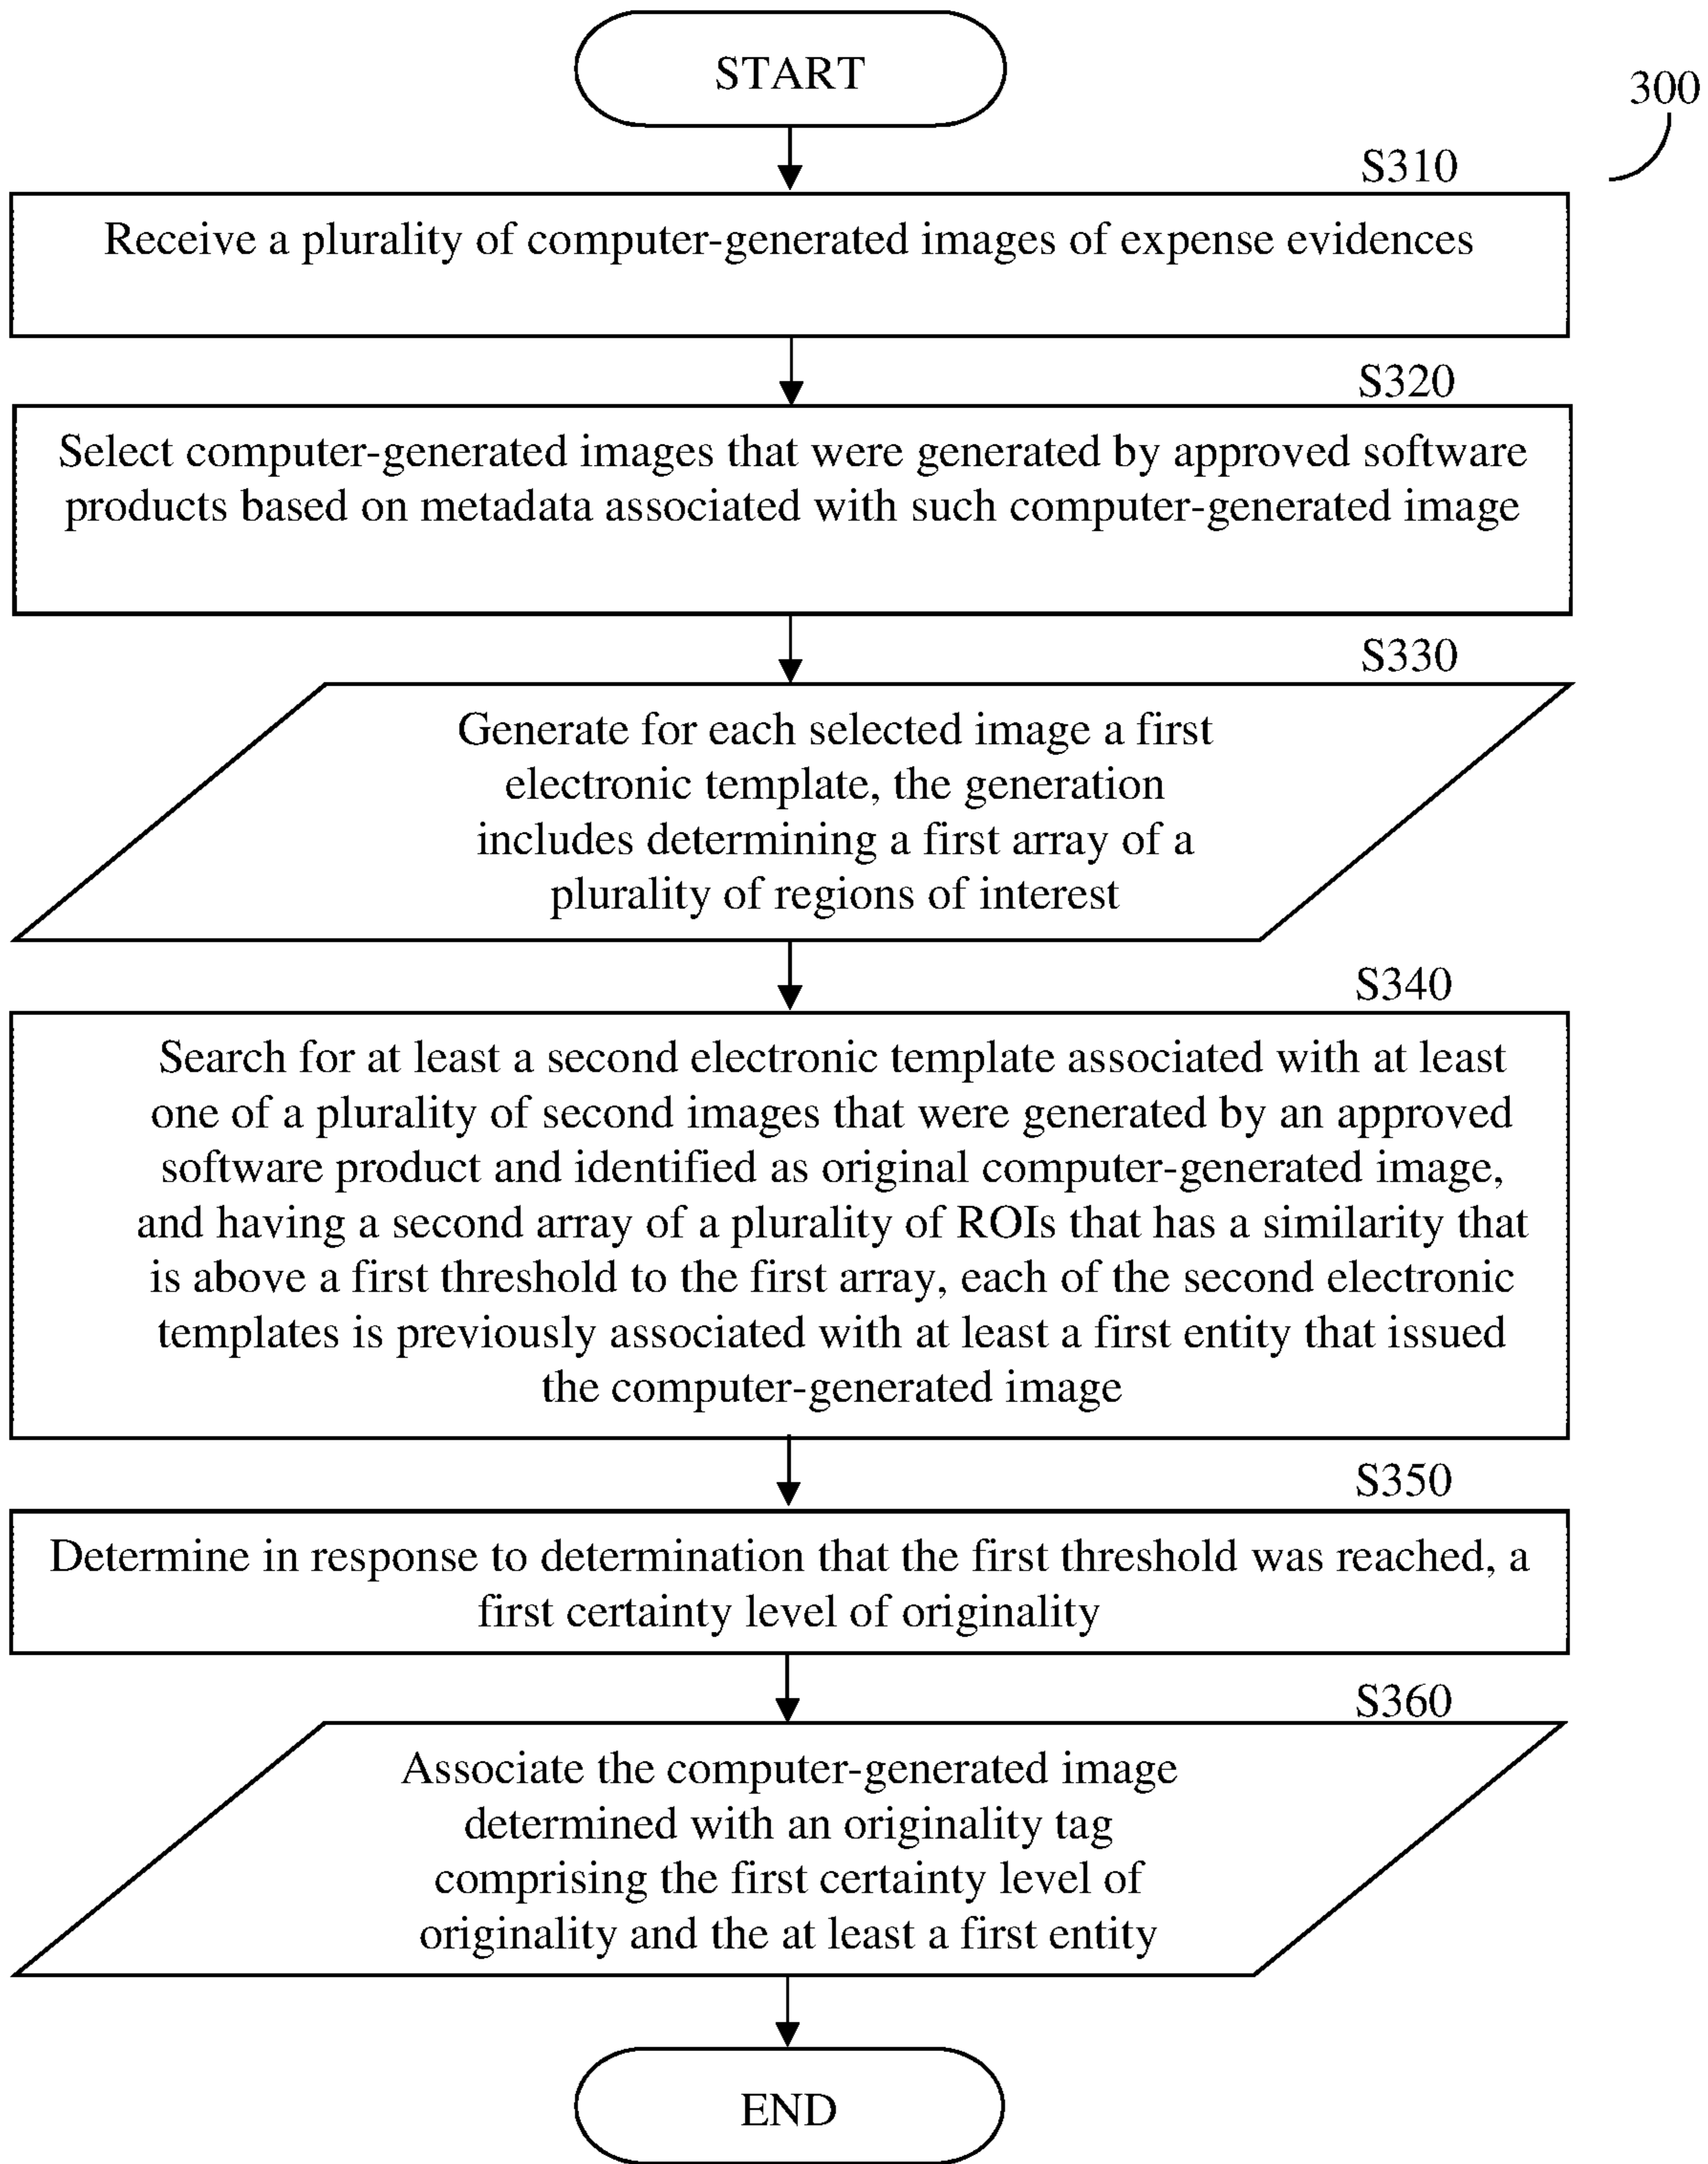 START
300
S310
Receive a plurality of computer-generated images of expense evidences
S320
Select computer-generated images that were generated by approved software
products based on metadata associated with such computer-generated image
S330
Generate for each selected image a first
electronic template, the generation
includes determining a first array of a
plurality of regions of interest
S340
Search for at least a second electronic template associated with at least
one of a plurality of second images that were generated by an approved
software product and identified as original computer-generated image,
and having a second array of a plurality of ROIs that has a similarity that
is above a first threshold to the first array, each of the second electronic
templates is previously associated with at least a first entity that issued
the computer-generated image
S350
Determine in response to determination that the first threshold was reached, a
first certainty level of originality
S360
Associate the computer-generated image
determined with an originality tag
comprising the first certainty level of
originality and the at least a first entity
END